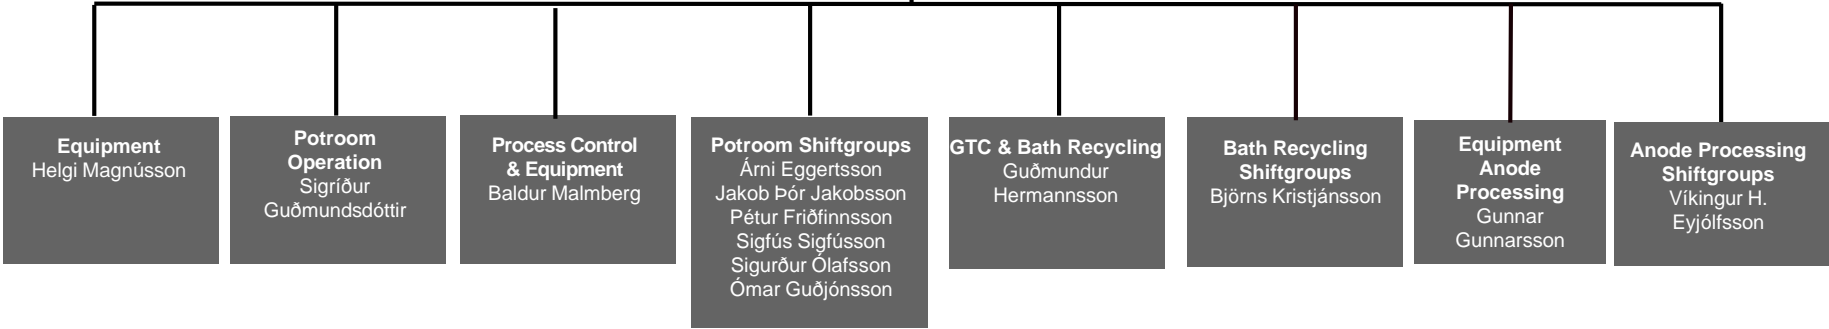 Equipment
Helgi Magnússon
Potroom
Operation
Sigríður
Guðmundsdóttir
Process Control
& Equipment
Baldur Malmberg
Potroom Shiftgroups
Árni Eggertsson
Jakob Þór Jakobsson
Pétur Friðfinnsson
Sigfús Sigfússon
Sigurður Ólafsson
Ómar Guðjónsson
GTC & Bath Recycling
Guðmundur
Hermannsson
Bath Recycling
Shiftgroups
Björns Kristjánsson
Equipment
Anode
Processing
Gunnar
Gunnarsson
Anode Processing
Shiftgroups
Víkingur H.
Eyjólfsson